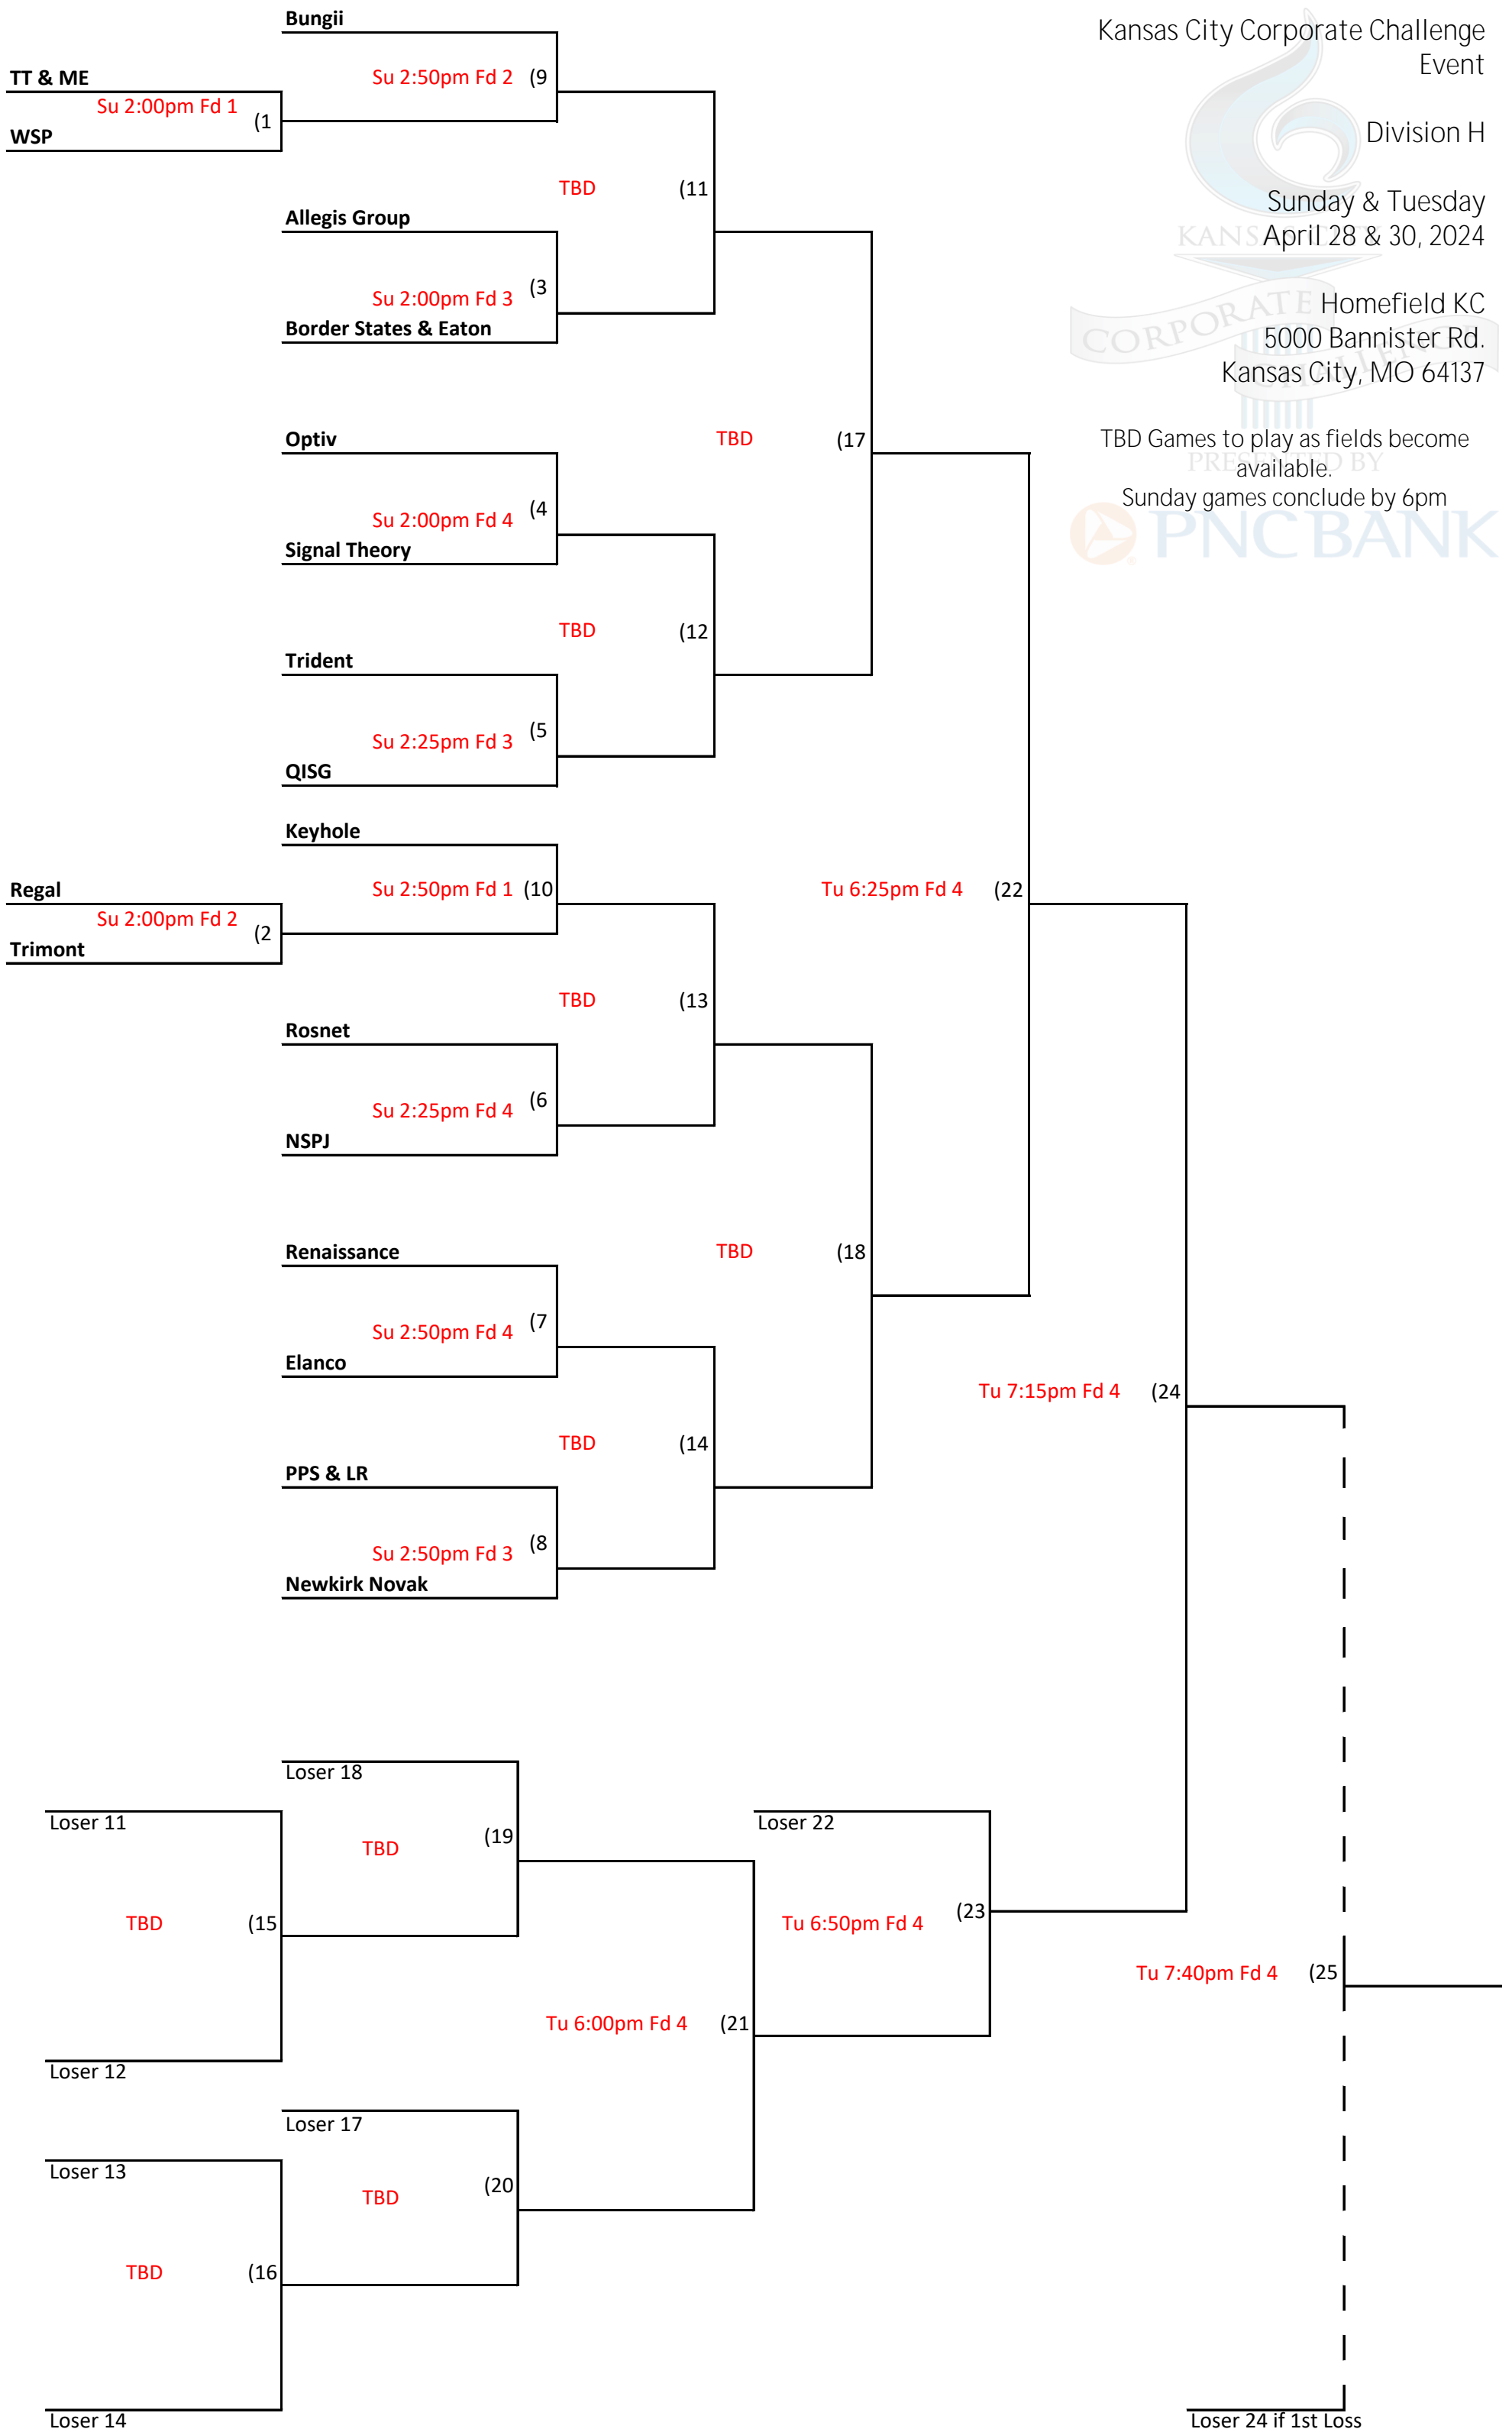 Bungii
Kansas City Corporate Challenge
Event
TT & ME
Su 2:50pm Fd 2 (9
Su 2:00pm Fd 1 (1
WSP
Division H
TBD (11
Allegis Group
Sunday & Tuesday
KANSAS CITY
April 28 & 30, 2024
Su 2:00pm Fd 3 (3
Border States & Eaton
CORPORATE
CHALLENGE
Homefield KC
5000 Bannister Rd.
Kansas City, MO 64137
Optiv
TBD (17
TBD Games to play as fields become
available.
PRESENTED BY
Sunday games conclude by 6pm
PNC BANK
Su 2:00pm Fd 4 (4
Signal Theory
TBD (12
Trident
Su 2:25pm Fd 3 (5
QISG
Keyhole
Regal
Su 2:50pm Fd 1 (10
Tu 6:25pm Fd 4 (22
Su 2:00pm Fd 2 (2
Trimont
TBD (13
Rosnet
Su 2:25pm Fd 4 (6
NSPJ
Renaissance
TBD (18
Su 2:50pm Fd 4 (7
Elanco
Tu 7:15pm Fd 4 (24
TBD (14
PPS & LR
Su 2:50pm Fd 3 (8
Newkirk Novak
Loser 18
Loser 11
Loser 22
TBD (19
TBD (15
Tu 6:50pm Fd 4 (23
Tu 7:40pm Fd 4 (25
Tu 6:00pm Fd 4 (21
Loser 12
Loser 17
Loser 13
TBD (20
TBD (16
Loser 14
Loser 24 if 1st Loss